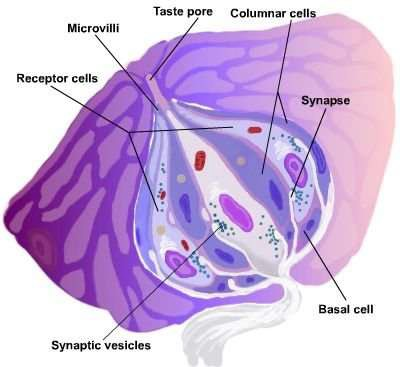 Taste pore
Columnar cells
Microvilli
Receptor cells
Synapse
Basal cell
Synaptic vesicles